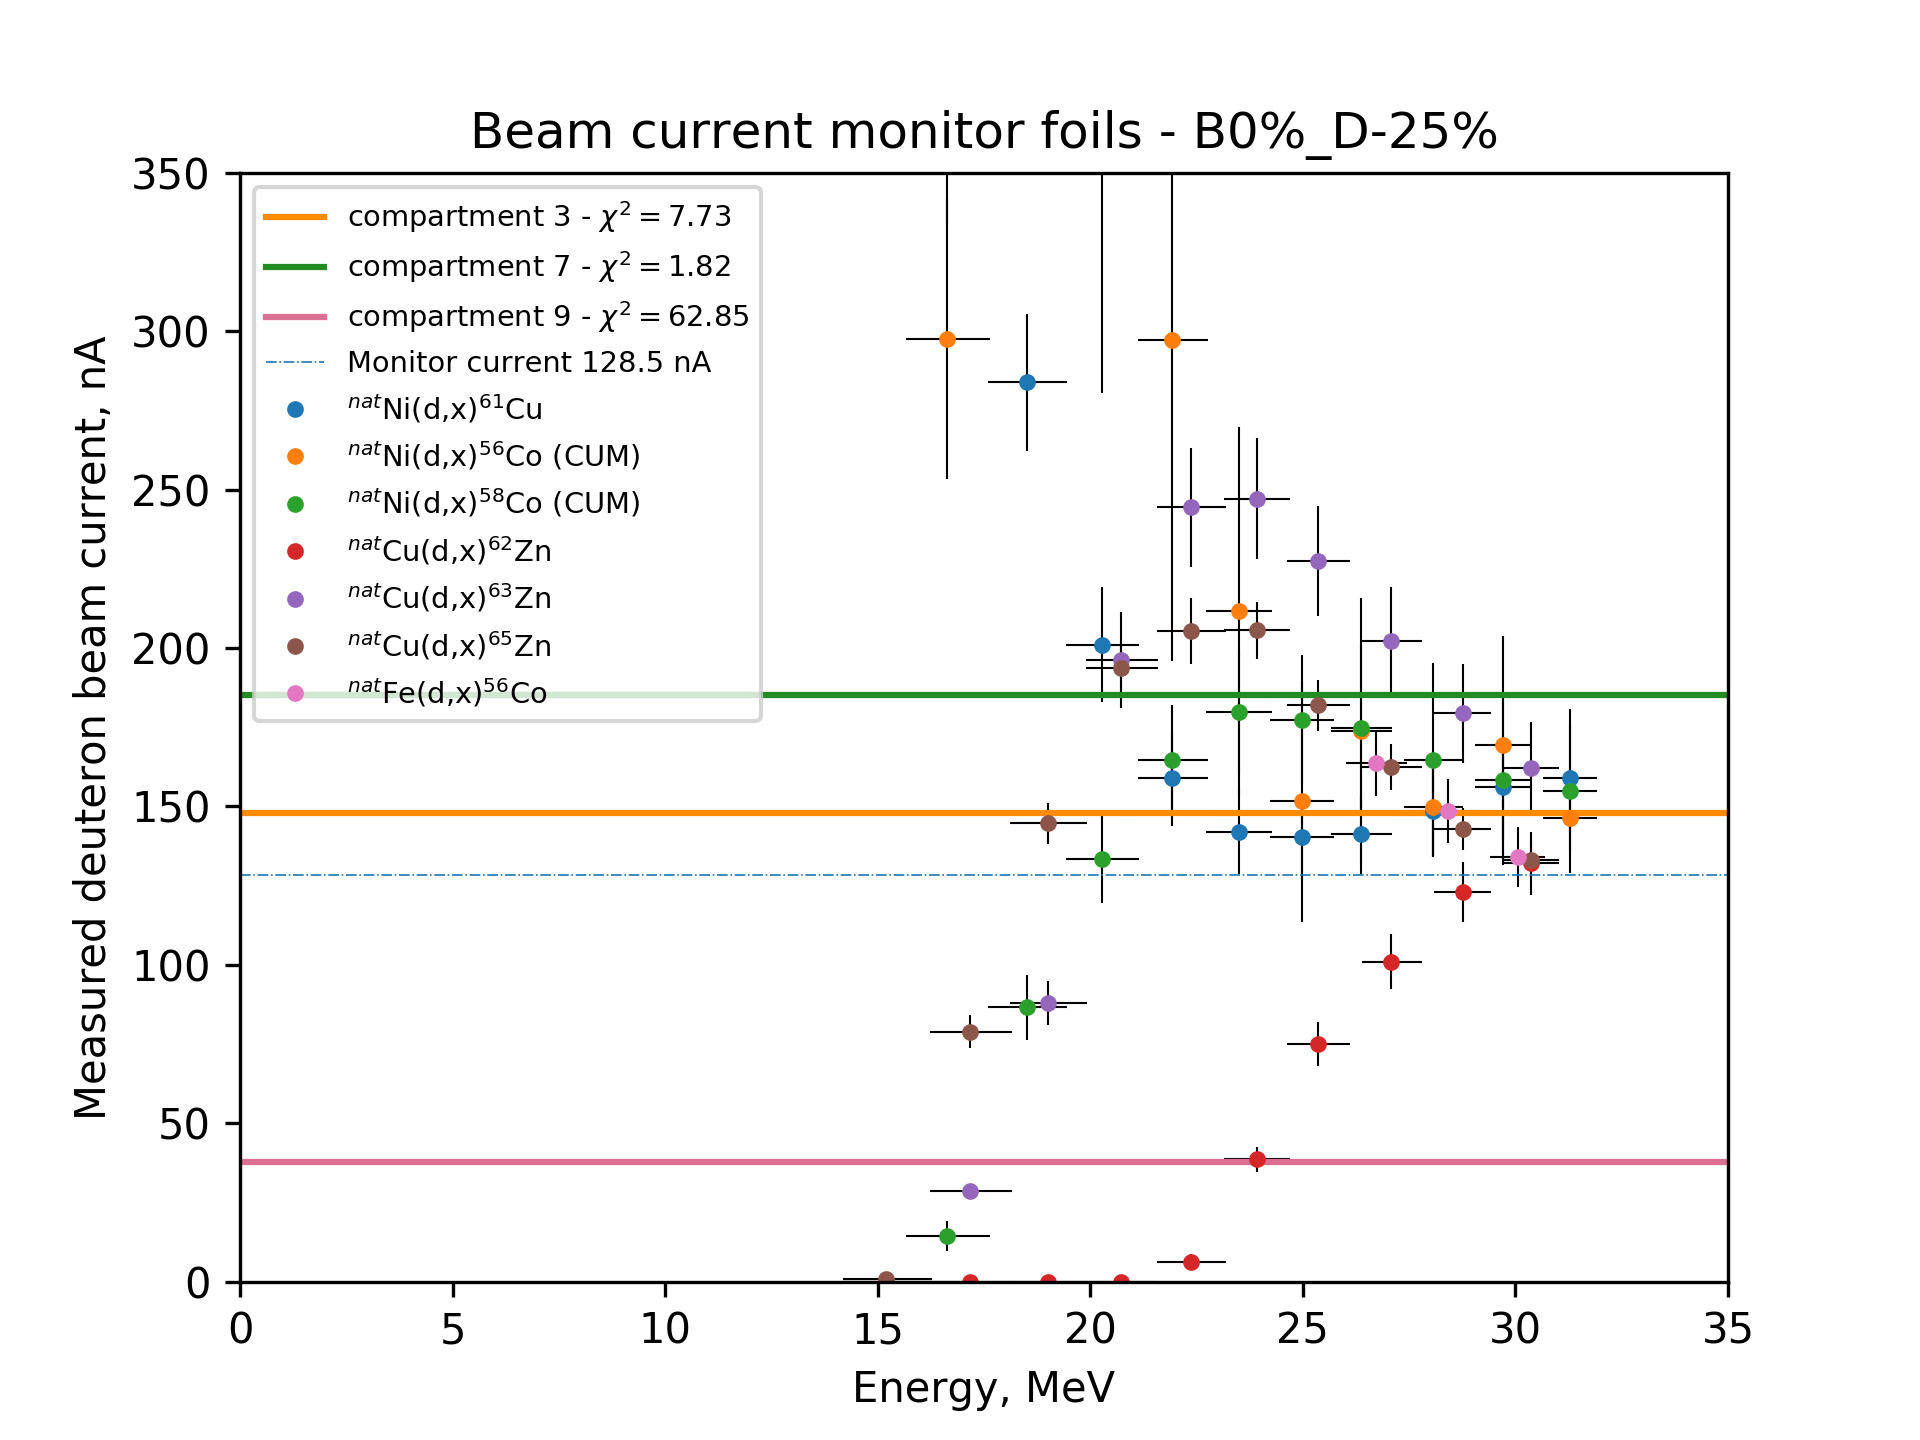 Beam current monitor foils - B0%_D-25%
Measured deuteron beam current, nA
350
300
250
200
150
100
50
0
compartment 3 - χ² = 7.73
compartment 7 - χ² = 1.82
compartment 9 - χ² = 62.85
Monitor current 128.5 nA
ⁿᵃᵗNi(d,x)⁶¹Cu
ⁿᵃᵗNi(d,x)⁵⁶Co (CUM)
ⁿᵃᵗNi(d,x)⁵⁸Co (CUM)
ⁿᵃᵗCu(d,x)⁶²Zn
ⁿᵃᵗCu(d,x)⁶³Zn
ⁿᵃᵗCu(d,x)⁶⁵Zn
ⁿᵃᵗFe(d,x)⁵⁶Co
0 5 10 15 20 25 30 35
Energy, MeV